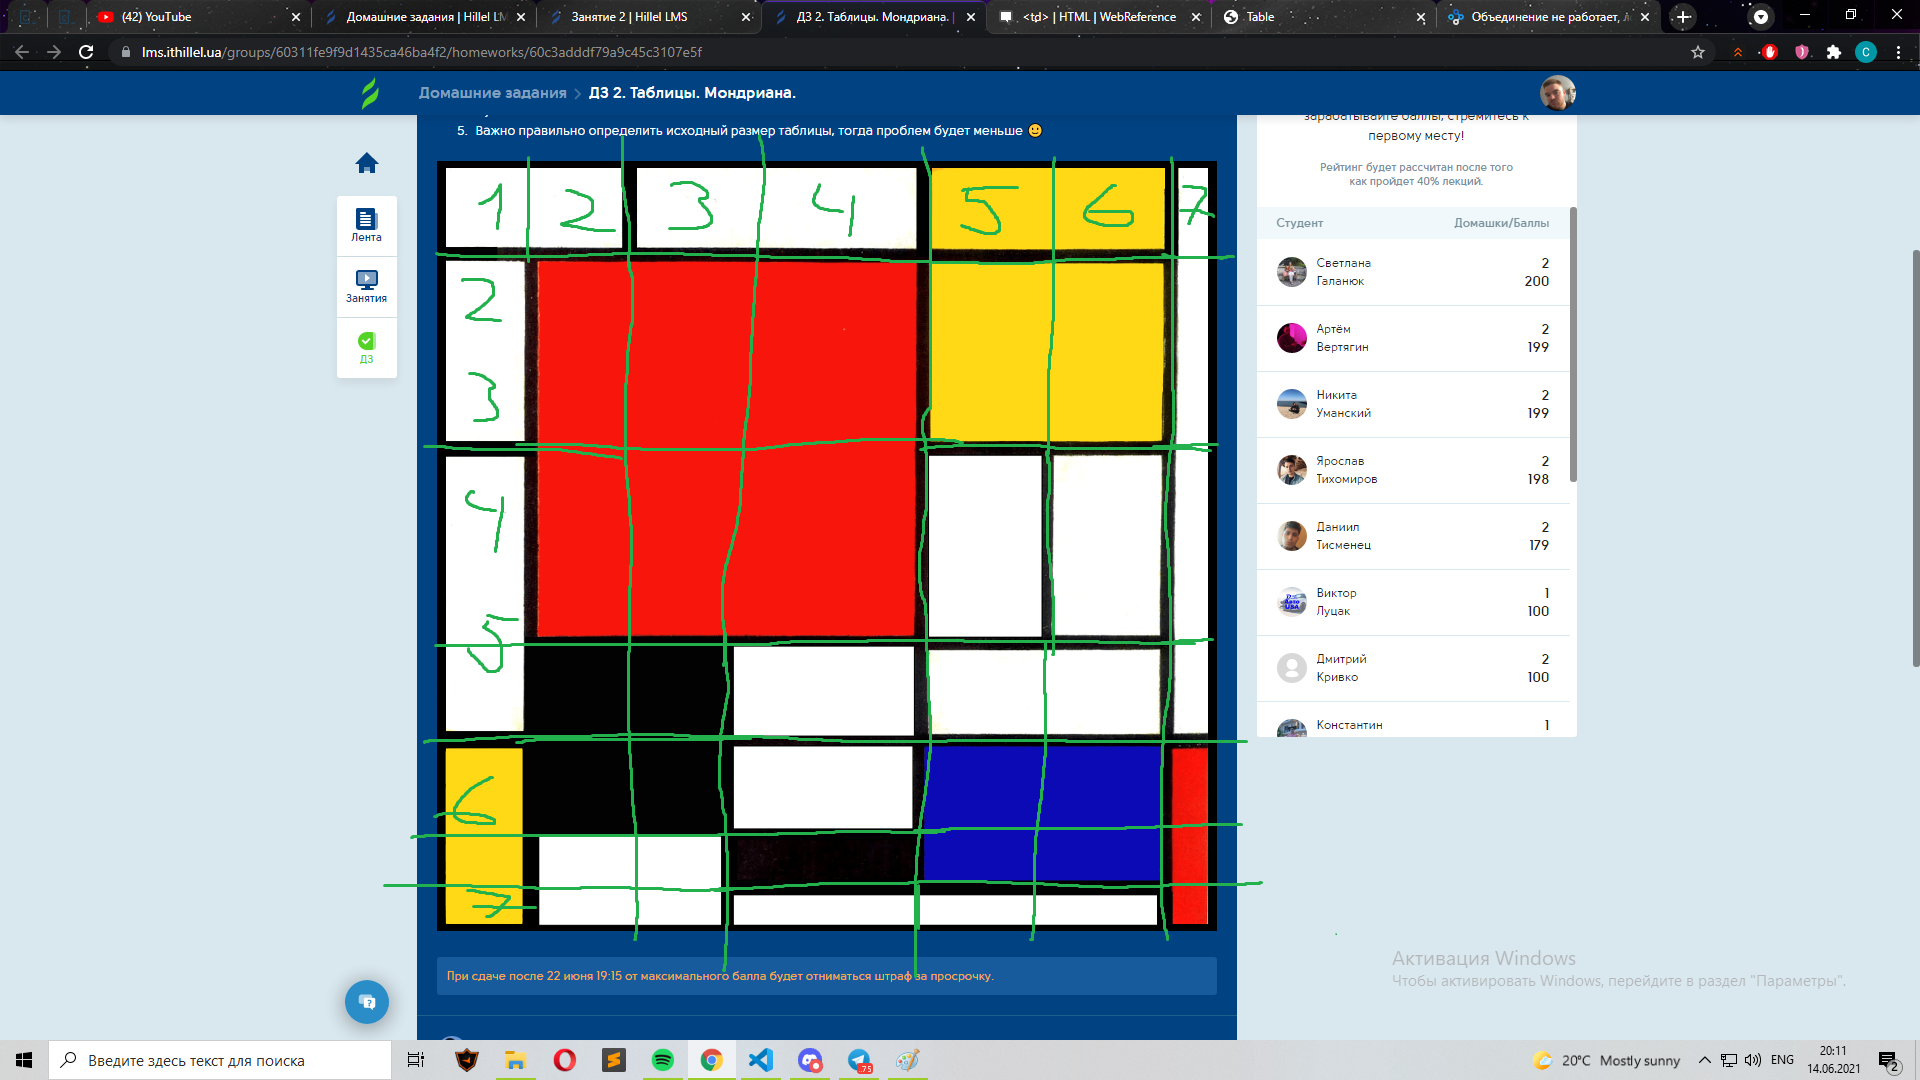 (42) YouTube
Домашние задания | Hillel LM
Занятие 2 | Hillel LMS
ДЗ 2. Таблицы. Мондриана. |
<td> | HTML | WebReference
Table
Объединение не работает,
lms.ithillel.ua/groups/60311fe9f9d1435ca46ba4f2/homeworks/60c3adddf79a9c45c3107e5f
C
Домашние задания > ДЗ 2. Таблицы. Мондриана.
5. Важно правильно определить исходный размер таблицы, тогда проблем будет меньше
зарабатывайте баллы, стремитесь к
первому месту!
Рейтинг будет рассчитан после того
как пройдет 40% лекций.
Лента
Занятия
ДЗ
1 2 3 4 5 6 7
2
3
4
5
6
7
Студент Домашки/Баллы
Светлана 2
Галанюк 200
Артём 2
Вертягин 199
Никита 2
Уманский 199
Ярослав 2
Тихомиров 198
Даниил 2
Тисменец 179
Виктор 1
Луцак 100
Дмитрий 2
Кривко 100
Константин 1
При сдаче после 22 июня 19:15 от максимального балла будет отниматься штраф за просрочку.
Активация Windows
Чтобы активировать Windows, перейдите в раздел "Параметры".
Введите здесь текст для поиска
.75
20°C Mostly sunny
ENG
20:11
14.06.2021
2